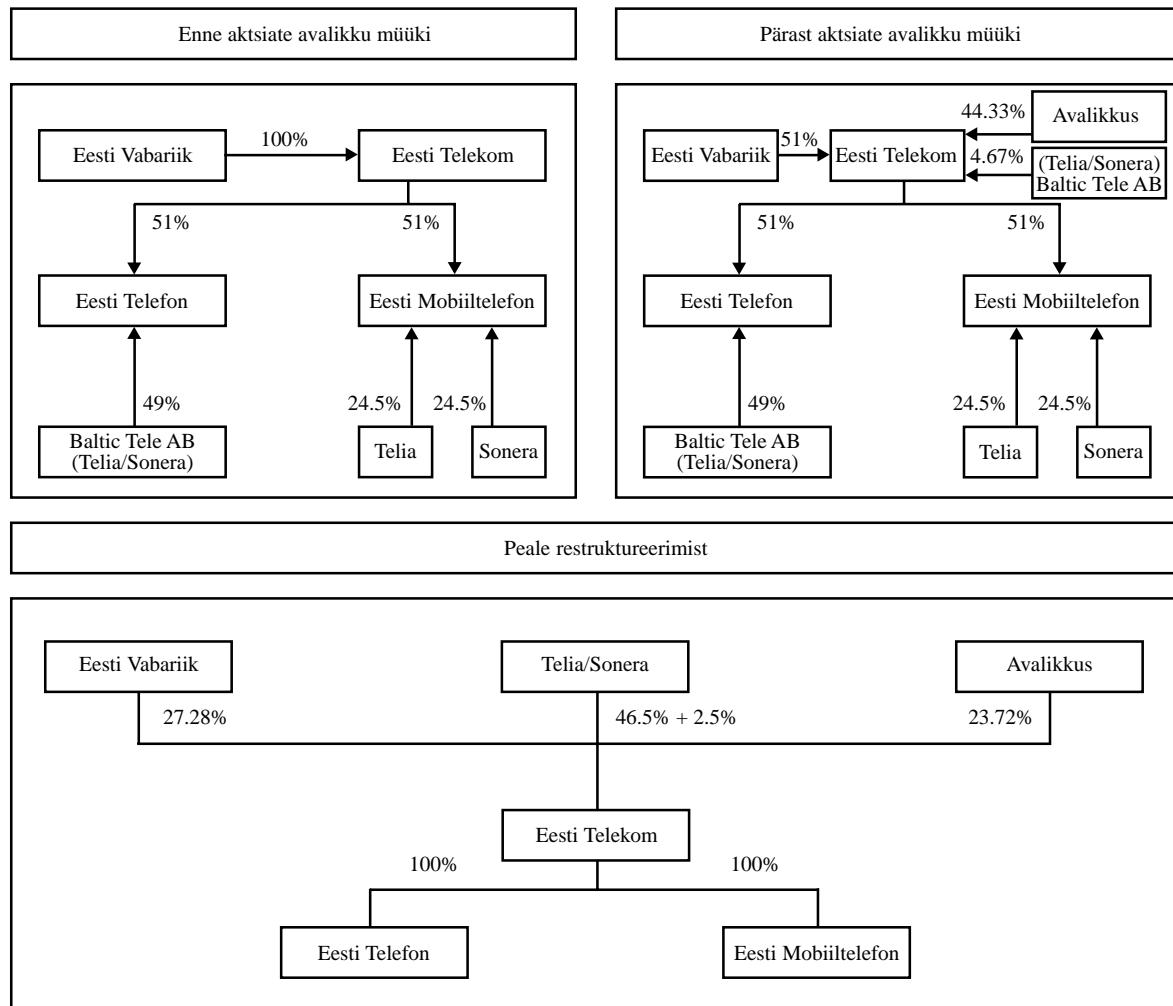 Enne aktsiate avalikku müüki
Eesti Vabariik
100%
Eesti Telekom
51%
51%
Eesti Telefon
Eesti Mobiiltelefon
49%
24.5%
24.5%
Baltic Tele AB
(Telia/Sonera)
Telia
Sonera
Pärast aktsiate avalikku müüki
44.33%
Avalikkus
Eesti Vabariik
51%
Eesti Telekom
4.67%
(Telia/Sonera)
Baltic Tele AB
51%
51%
Eesti Telefon
Eesti Mobiiltelefon
49%
24.5%
24.5%
Baltic Tele AB
(Telia/Sonera)
Telia
Sonera
Peale restruktureerimist
Eesti Vabariik
Telia/Sonera
Avalikkus
27.28%
46.5% + 2.5%
23.72%
Eesti Telekom
100%
100%
Eesti Telefon
Eesti Mobiiltelefon